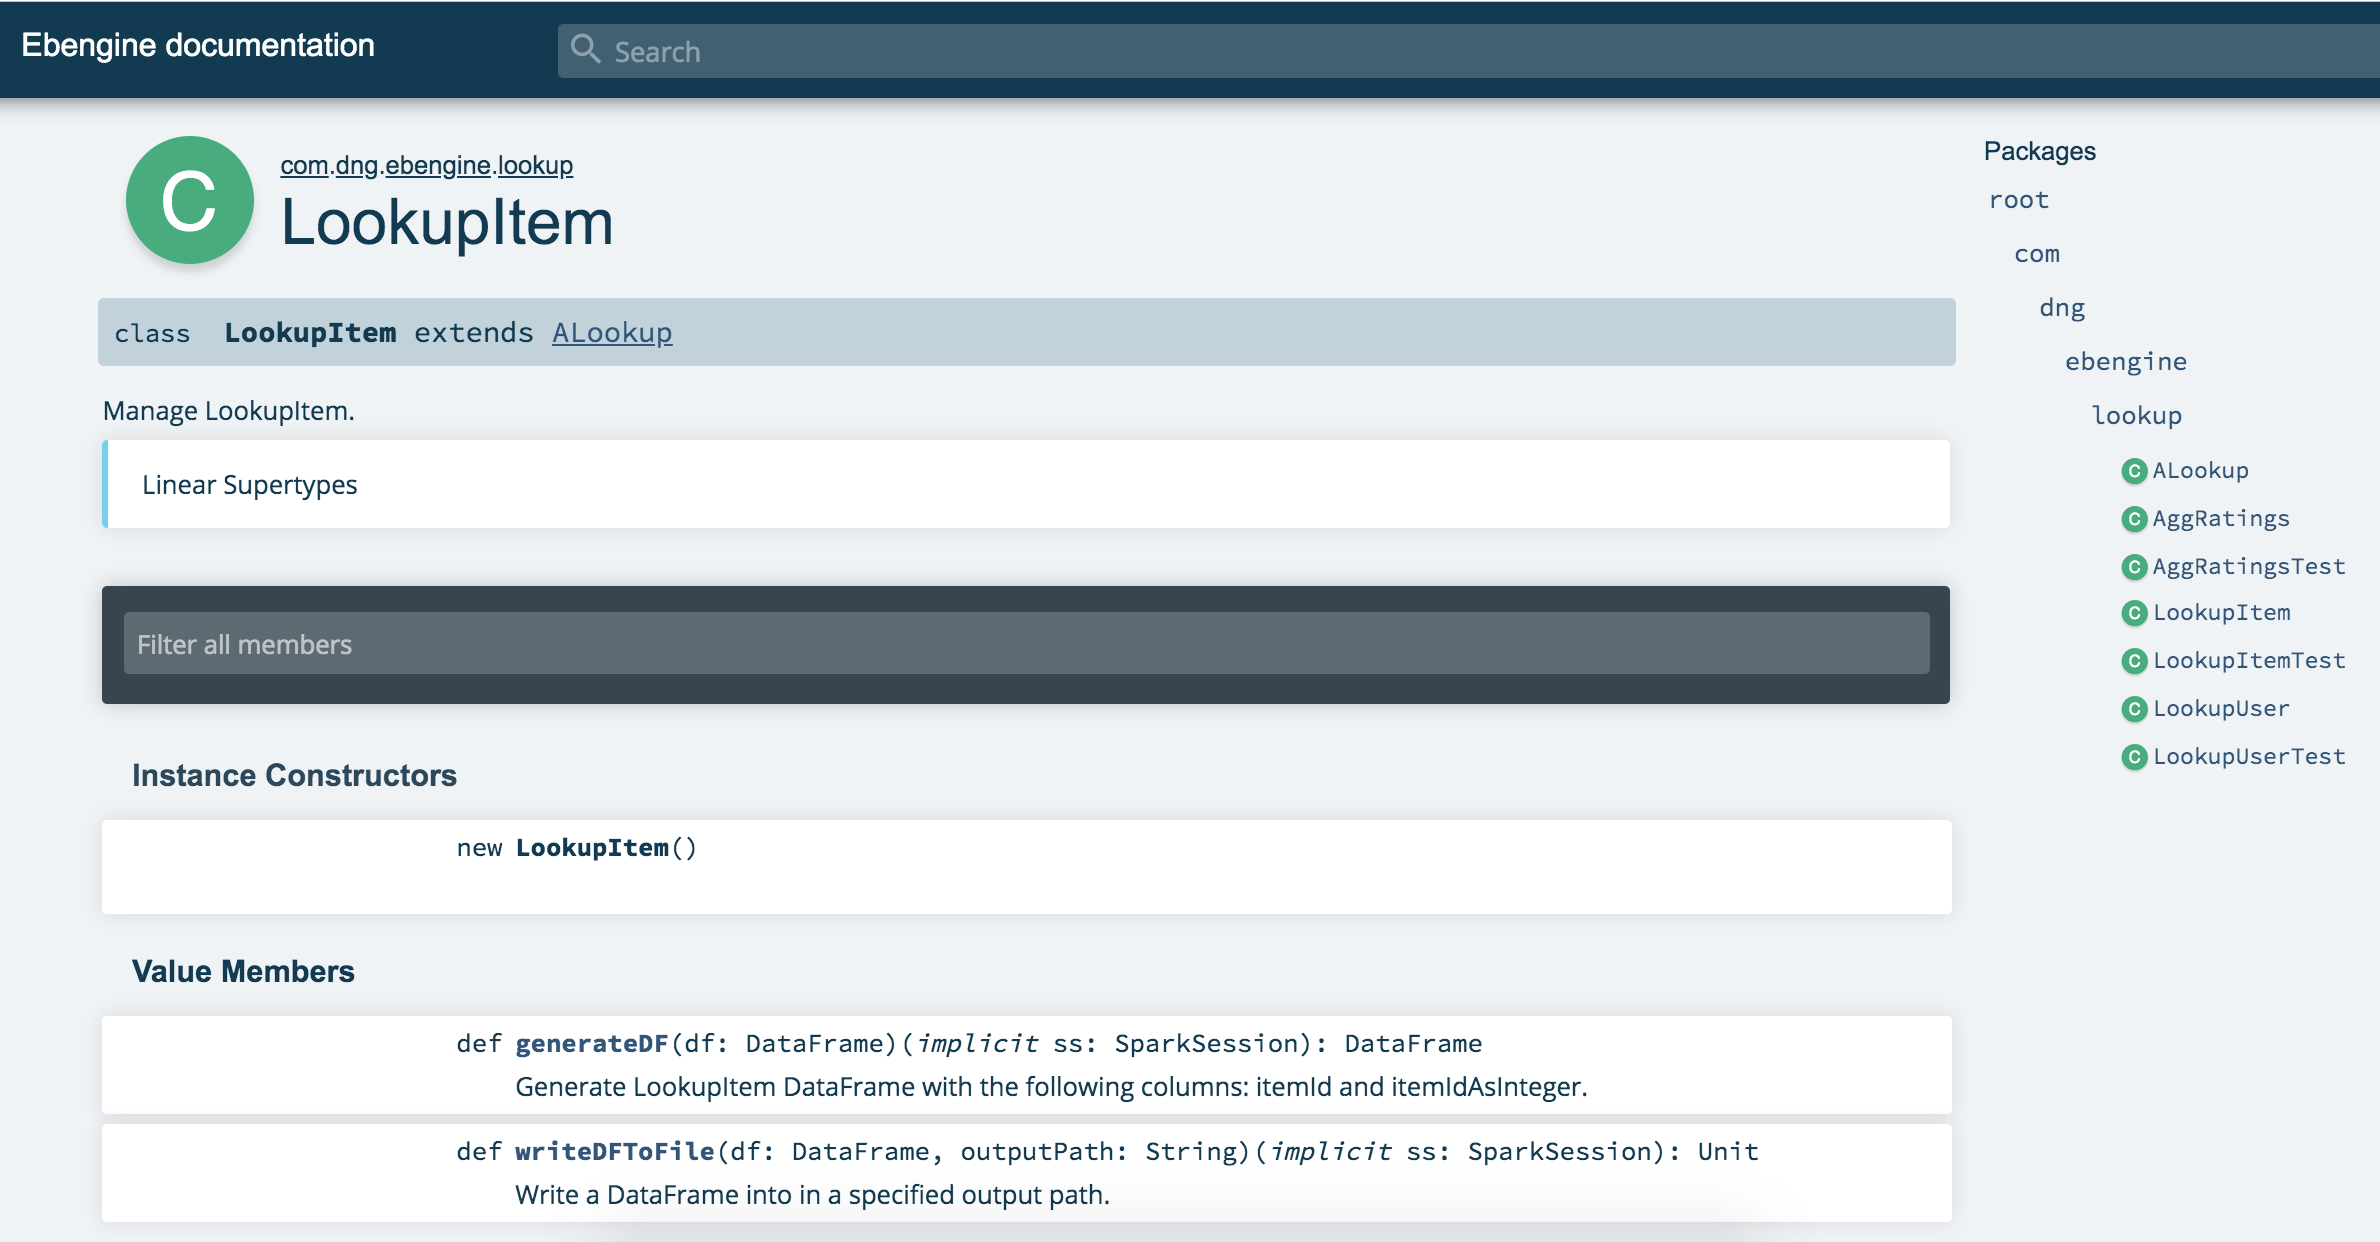 Ebengine documentation
Search
C
com.dng.ebengine.lookup
LookupItem
class LookupItem extends ALookup
Manage LookupItem.
Linear Supertypes
Filter all members
Instance Constructors
new LookupItem()
Value Members
def generateDF(df: DataFrame)(implicit ss: SparkSession): DataFrame
Generate LookupItem DataFrame with the following columns: itemId and itemIdAsInteger.
def writeDFToFile(df: DataFrame, outputPath: String)(implicit ss: SparkSession): Unit
Write a DataFrame into in a specified output path.
Packages
root
com
dng
ebengine
lookup
C ALookup
C AggRatings
C AggRatingsTest
C LookupItem
C LookupItemTest
C LookupUser
C LookupUserTest